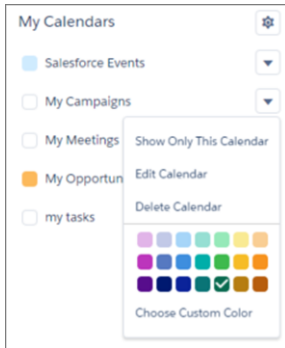 My Calendars
Salesforce Events
My Campaigns
My Meetings
Show Only This Calendar
Edit Calendar
My Opportun
Delete Calendar
my tasks
Choose Custom Color